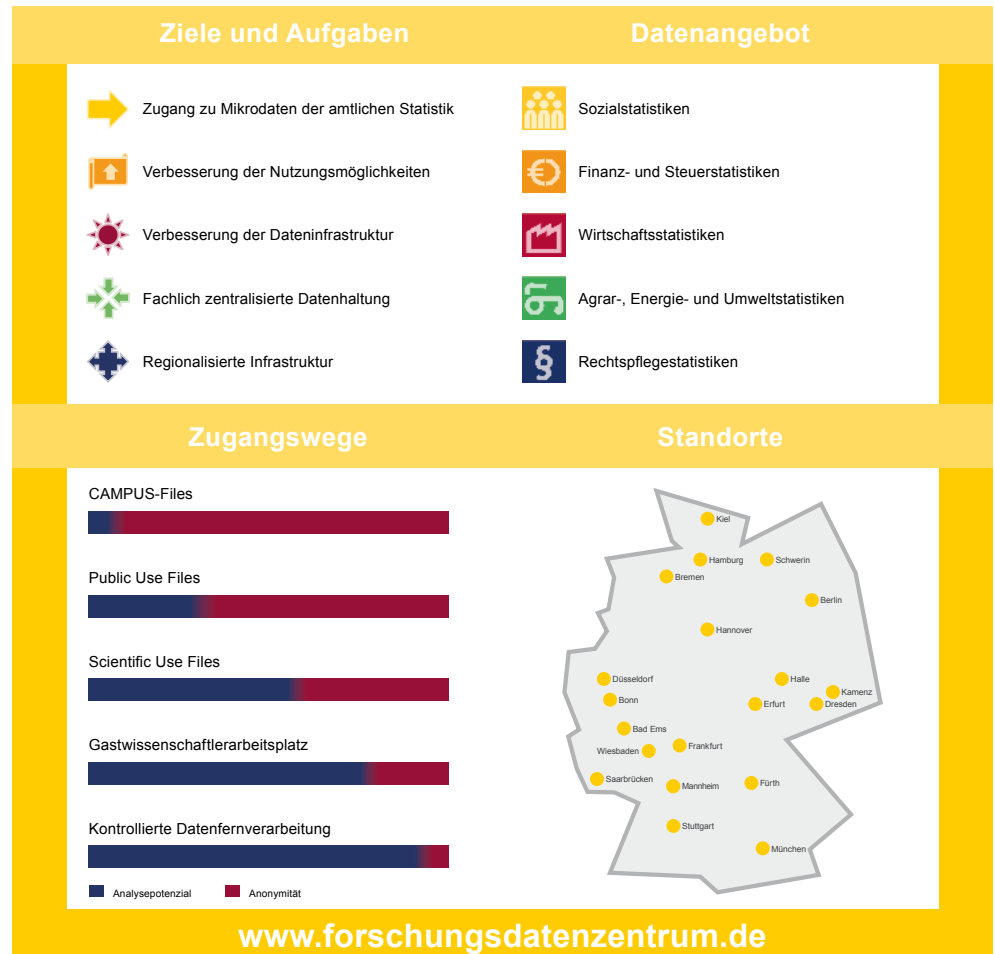 Ziele und Aufgaben
Zugang zu Mikrodaten der amtlichen Statistik
Verbesserung der Nutzungsmöglichkeiten
Verbesserung der Dateninfrastruktur
Fachlich zentralisierte Datenhaltung
Regionalisierte Infrastruktur
Datenangebot
Sozialstatistiken
Finanz- und Steuerstatistiken
Wirtschaftsstatistiken
Agrar-, Energie- und Umweltstatistiken
§
Rechtspflegestatistiken
Zugangswege
CAMPUS-Files
Public Use Files
Scientific Use Files
Gastwissenschaftlerarbeitsplatz
Kontrollierte Datenfernverarbeitung
Analysepotenzial
Anonymität
Standorte
Kiel
Hamburg
Schwerin
Bremen
Berlin
Hannover
Düsseldorf
Halle
Kamenz
Bonn
Erfurt
Dresden
Bad Ems
Frankfurt
Wiesbaden
Saarbrücken
Mannheim
Fürth
Stuttgart
München
www.forschungsdatenzentrum.de